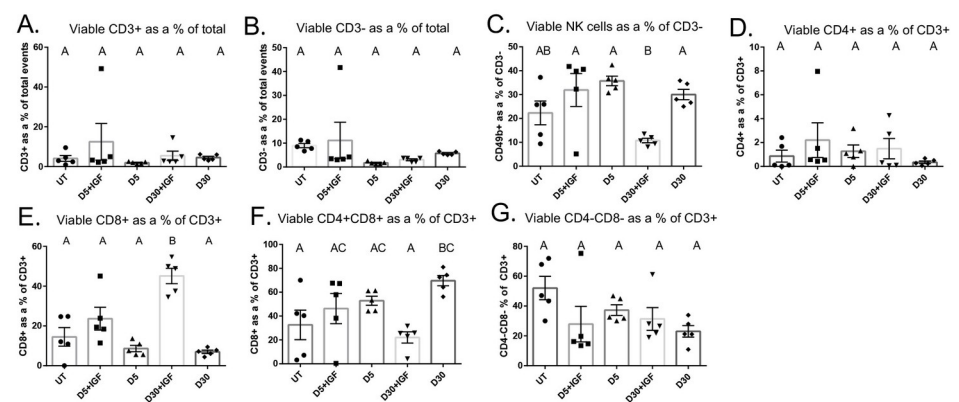 A. Viable CD3+ as a % of total
A A A A A
CD3+ as a % of total events
60
40
20
0
UT D5+IGF D5 D30+IGF D30
B. Viable CD3- as a % of total
A A A A A
CD3- as a % of total events
60
40
20
0
UT D5+IGF D5 D30+IGF D30
C. Viable NK cells as a % of CD3-
AB A A B A
CD49b+ as a % of CD3-
50
40
30
20
10
0
UT D5+IGF D5 D30+IGF D30
D. Viable CD4+ as a % of CD3+
A A A A A
CD4+ as a % of CD3+
10
8
6
4
2
0
UT D5+IGF D5 D30+IGF D30
E. Viable CD8+ as a % of CD3+
A A A B A
CD8+ as a % of CD3+
60
40
20
0
UT D5+IGF D5 D30+IGF D30
F. Viable CD4+CD8+ as a % of CD3+
A AC AC A BC
CD8+ as a % of CD3+
100
80
60
40
20
0
UT D5+IGF D5 D30+IGF D30
G. Viable CD4-CD8- as a % of CD3+
A A A A A
CD4-CD8- % of CD3+
80
60
40
20
0
UT D5+IGF D5 D30+IGF D30